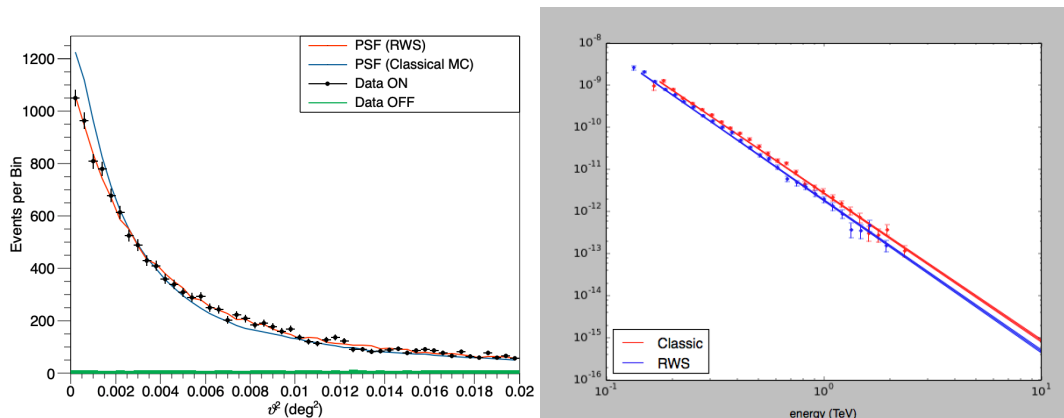 1200
1000
800
600
400
200
0
Events per Bin
PSF (RWS)
PSF (Classical MC)
Data ON
Data OFF
0 0.002 0.004 0.006 0.008 0.01 0.012 0.014 0.016 0.018 0.02
ϑ² (deg²)
10⁻⁸
10⁻⁹
10⁻¹⁰
10⁻¹¹
10⁻¹²
10⁻¹³
10⁻¹⁴
10⁻¹⁵
10⁻¹⁶
Classic
RWS
10⁻¹ 10⁰ 10¹
energy (TeV)